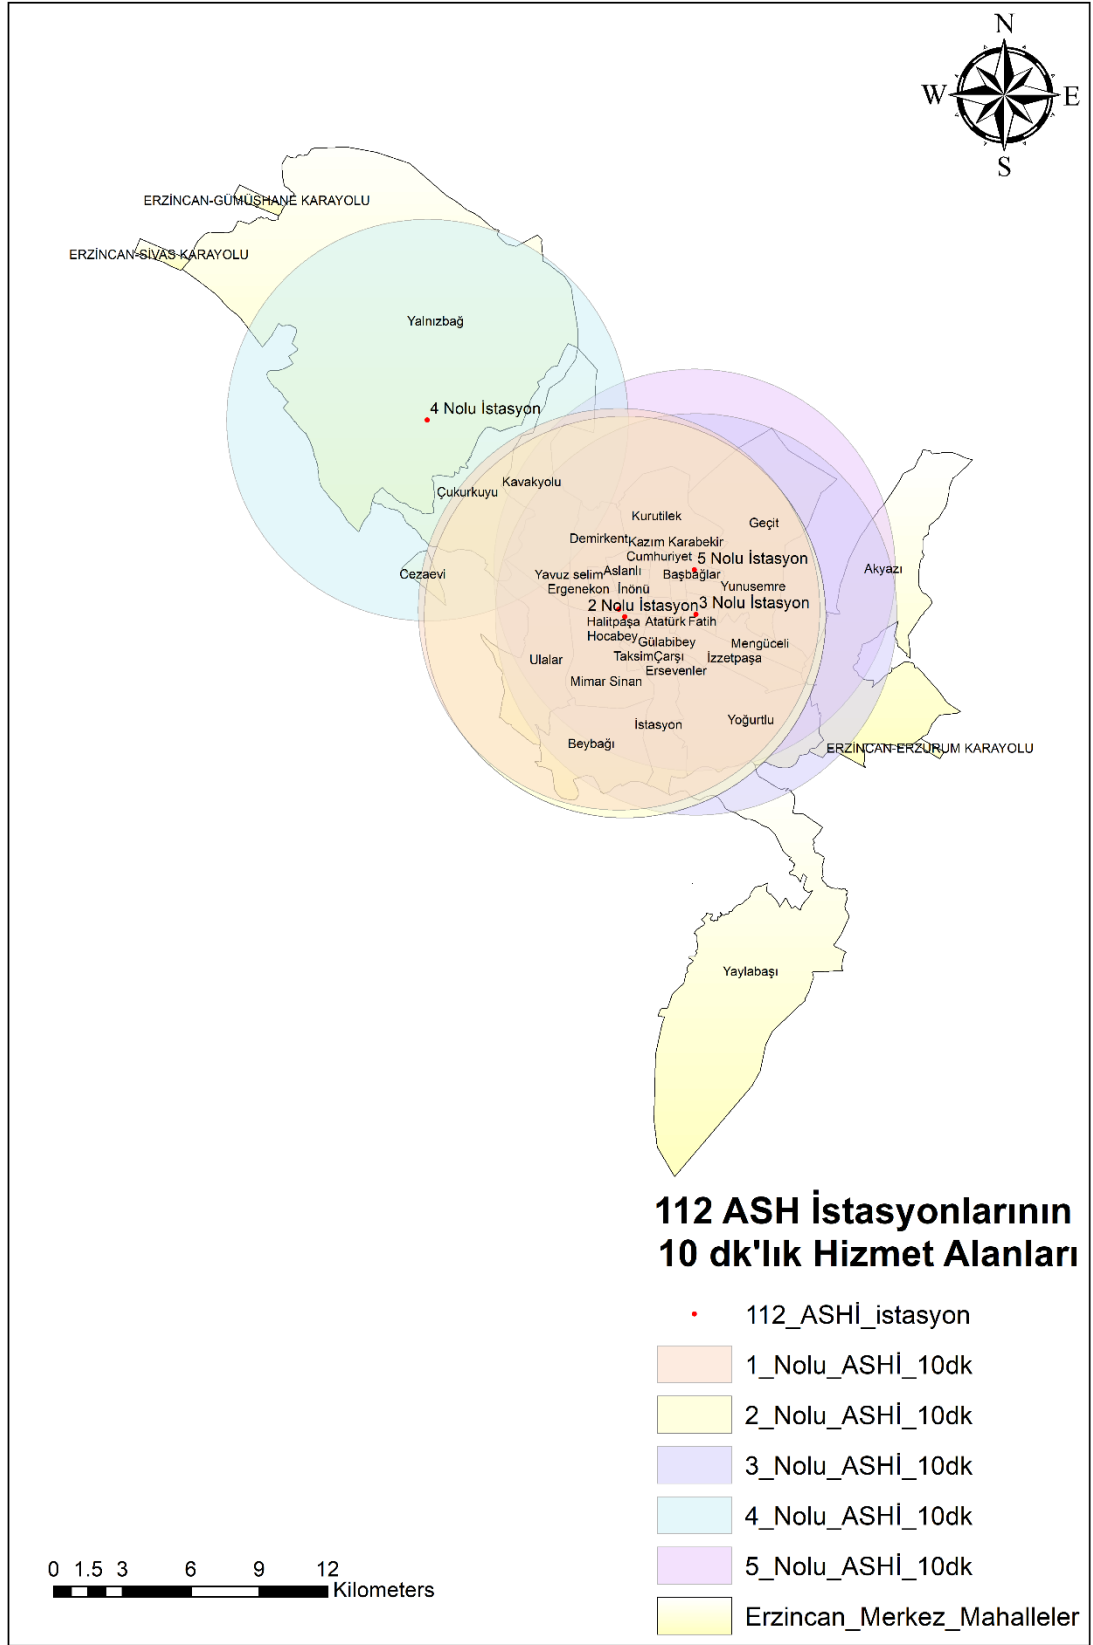 N
W
E
S
ERZİNCAN-GÜMÜŞHANE KARAYOLU
ERZİNCAN-SİVAS KARAYOLU
Yalnızbağ
4 Nolu İstasyon
Kavakyolu
Çukurkuyu
Kurutilek
Geçit
Demirkent
Kazım Karabekir
Cumhuriyet
5 Nolu İstasyon
Cezaevi
Yavuz selim
Aslanlı
Başbağlar
Akyazı
Ergenekon
İnönü
Yunusemre
2 Nolu İstasyon
3 Nolu İstasyon
Halitpaşa
Atatürk
Fatih
Hocabey
Gülabibey
Mengüceli
Ulalar
Taksim
Çarşı
İzzetpaşa
Ersevenler
Mimar Sinan
İstasyon
Yoğurtlu
Beybağı
ERZİNCAN-ERZURUM KARAYOLU
Yaylabaşı
112 ASH İstasyonlarının
10 dk'lık Hizmet Alanları
112_ASHİ_istasyon
1_Nolu_ASHİ_10dk
2_Nolu_ASHİ_10dk
3_Nolu_ASHİ_10dk
4_Nolu_ASHİ_10dk
5_Nolu_ASHİ_10dk
Erzincan_Merkez_Mahalleler
0 1.5 3 6 9 12
Kilometers